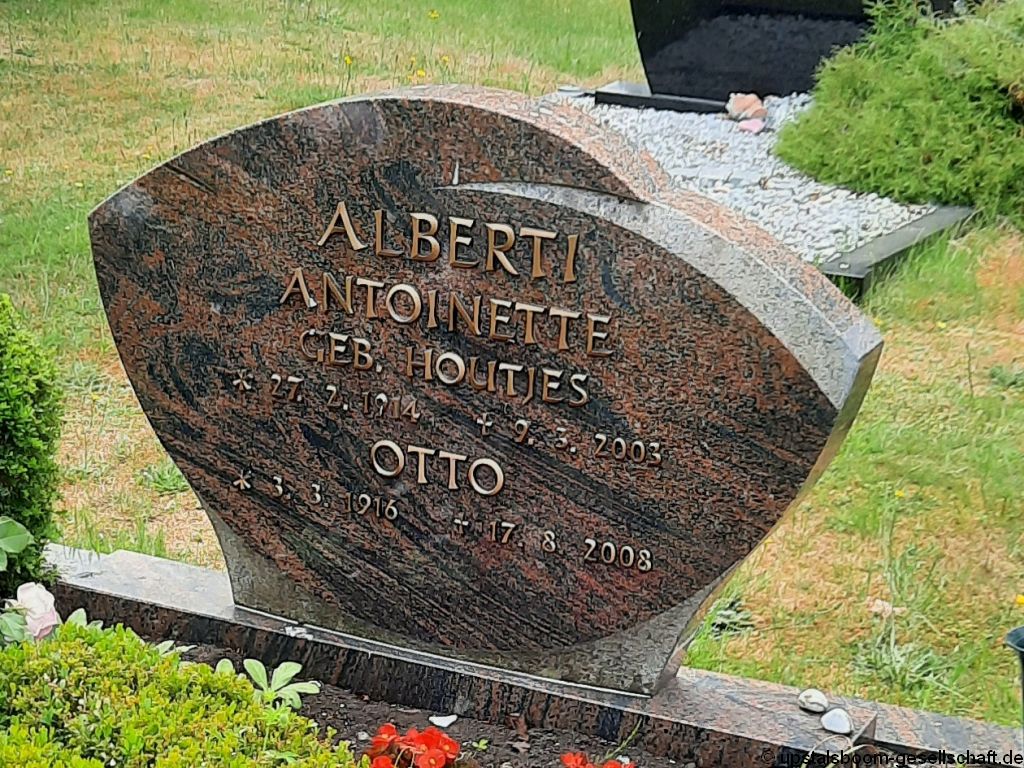 ALBERTI
ANTOINETTE
GEB. HOUTJES
* 27. 2. 1914 + 9. 3. 2003
OTTO
* 3. 3. 1916 + 17. 8. 2008
© upstalsboom-gesellschaft.de